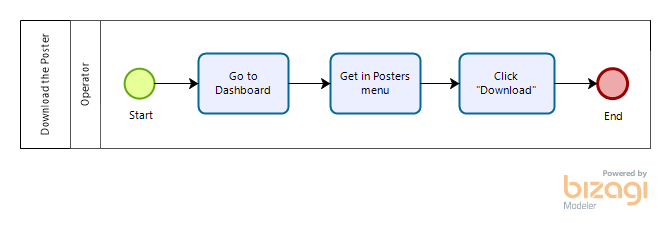 Download the Poster
Operator
Start
Go to
Dashboard
Get in Posters
menu
Click
"Download"
End
Powered by
bizagi
Modeler